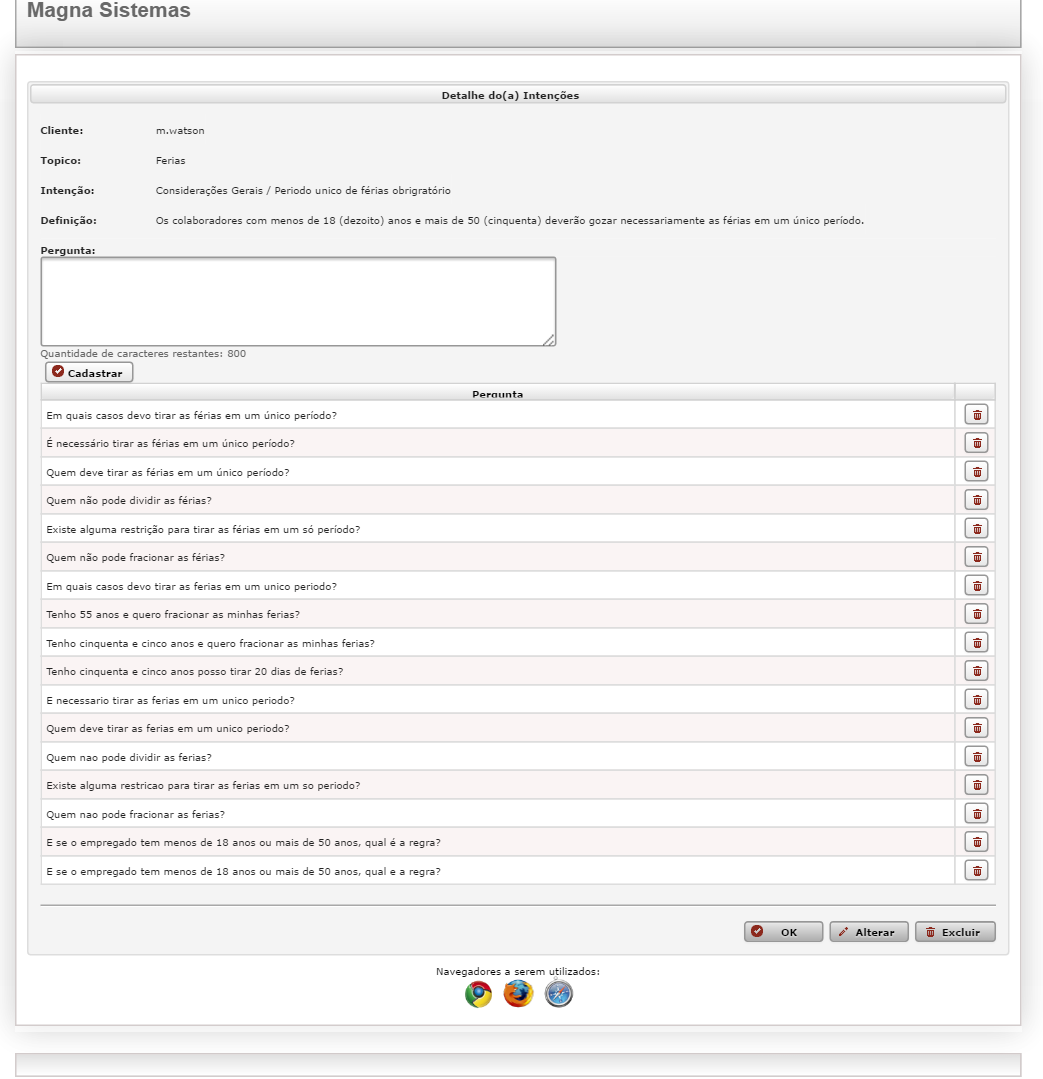 Magna Sistemas
Detalhe do(a) Intenções
Cliente: m.watson
Topico: Ferias
Intenção: Considerações Gerais / Periodo unico de férias obrigratório
Definição: Os colaboradores com menos de 18 (dezoito) anos e mais de 50 (cinquenta) deverão gozar necessariamente as férias em um único período.
Pergunta:
Quantidade de caracteres restantes: 800
Cadastrar
Pergunta
Em quais casos devo tirar as férias em um único período?
É necessário tirar as férias em um único período?
Quem deve tirar as férias em um único período?
Quem não pode dividir as férias?
Existe alguma restrição para tirar as férias em um só período?
Quem não pode fracionar as férias?
Em quais casos devo tirar as ferias em um unico periodo?
Tenho 55 anos e quero fracionar as minhas ferias?
Tenho cinquenta e cinco anos e quero fracionar as minhas ferias?
Tenho cinquenta e cinco anos posso tirar 20 dias de ferias?
E necessario tirar as ferias em um unico periodo?
Quem deve tirar as ferias em um unico periodo?
Quem nao pode dividir as ferias?
Existe alguma restricao para tirar as ferias em um so periodo?
Quem nao pode fracionar as ferias?
E se o empregado tem menos de 18 anos ou mais de 50 anos, qual é a regra?
E se o empregado tem menos de 18 anos ou mais de 50 anos, qual e a regra?
OK Alterar Excluir
Navegadores a serem utilizados: